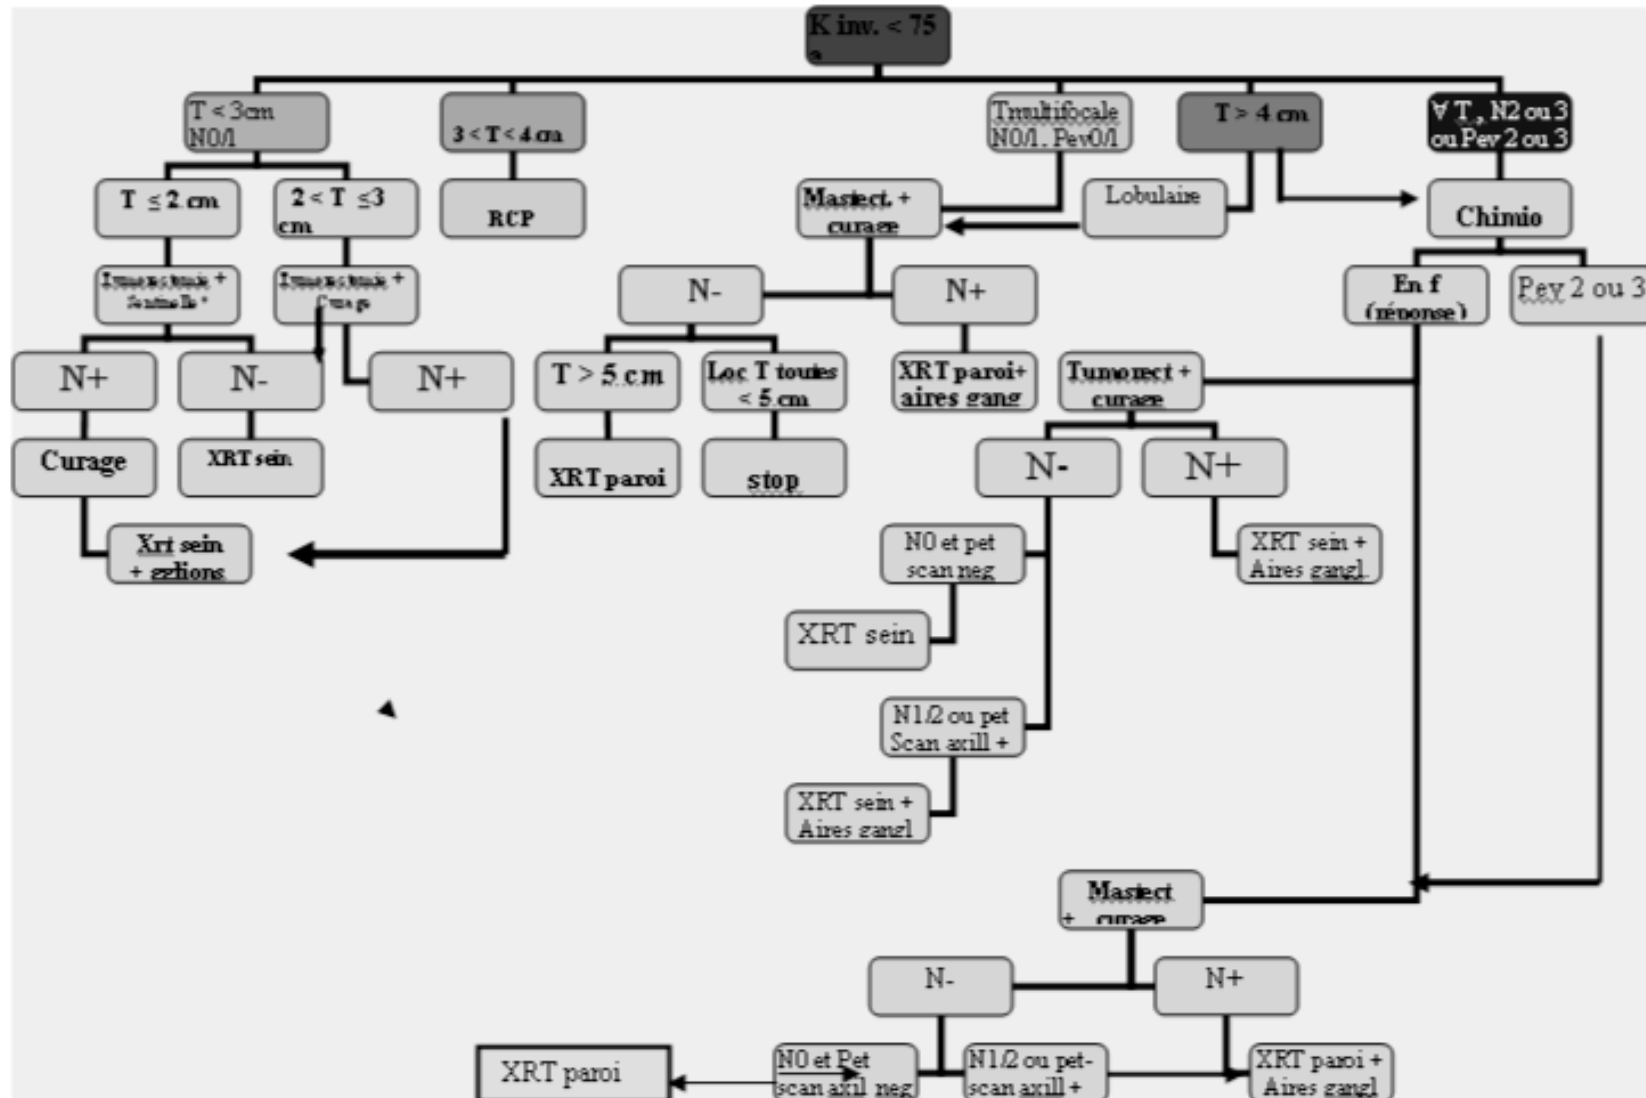 K inv. < 75
a
T < 3cm
N0/1
3 < T < 4 cm
Tmultifocale
N0/1, Pev0/1
T > 4 cm
∀ T, N2 ou 3
ou Pev 2 ou 3
T ≤ 2 cm
2 < T ≤3
cm
RCP
Mastect. +
curage
Lobulaire
Chimio
Sentinelle *
Curage
N-
N+
En f
(réponse)
Pev 2 ou 3
N+
N-
N+
T > 5 cm
Loc T toutes
< 5 cm
XRT paroi+
aires gang
Tumorect +
curage
Curage
XRT sein
XRT paroi
stop
N-
N+
Xrt sein
+ gglions
N0 et pet
scan neg
XRT sein +
Aires gangl.
XRT sein
N1/2 ou pet
Scan axill +
XRT sein +
Aires gangl
Mastect
+ curage
N-
N+
XRT paroi
N0 et Pet
scan axil neg
N1/2 ou pet-
scan axill +
XRT paroi +
Aires gangl